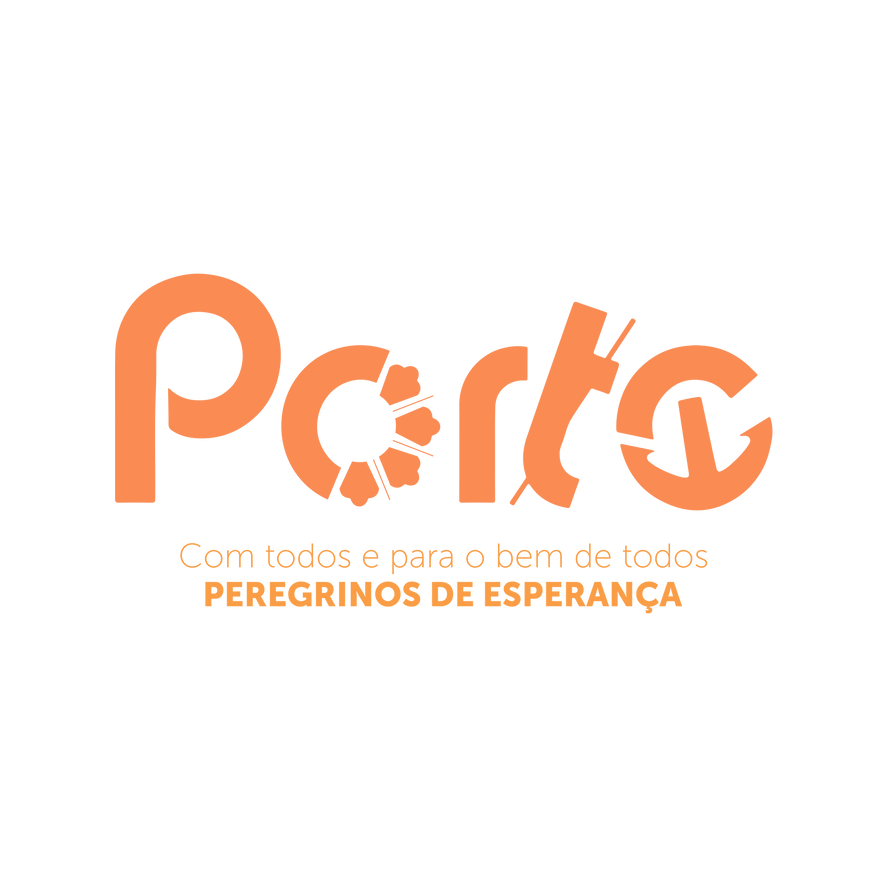 Porto
Com todos e para o bem de todos
PEREGRINOS DE ESPERANÇA